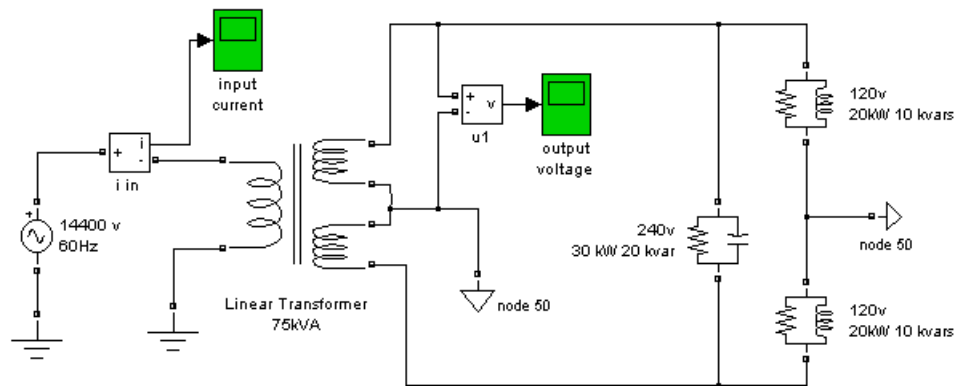 input
current
+
i
-
i in
+
14400 v
60Hz
Linear Transformer
75kVA
+
-
v
u1
output
voltage
node 50
240v
30 kW 20 kvar
120v
20kW 10 kvars
node 50
120v
20kW 10 kvars